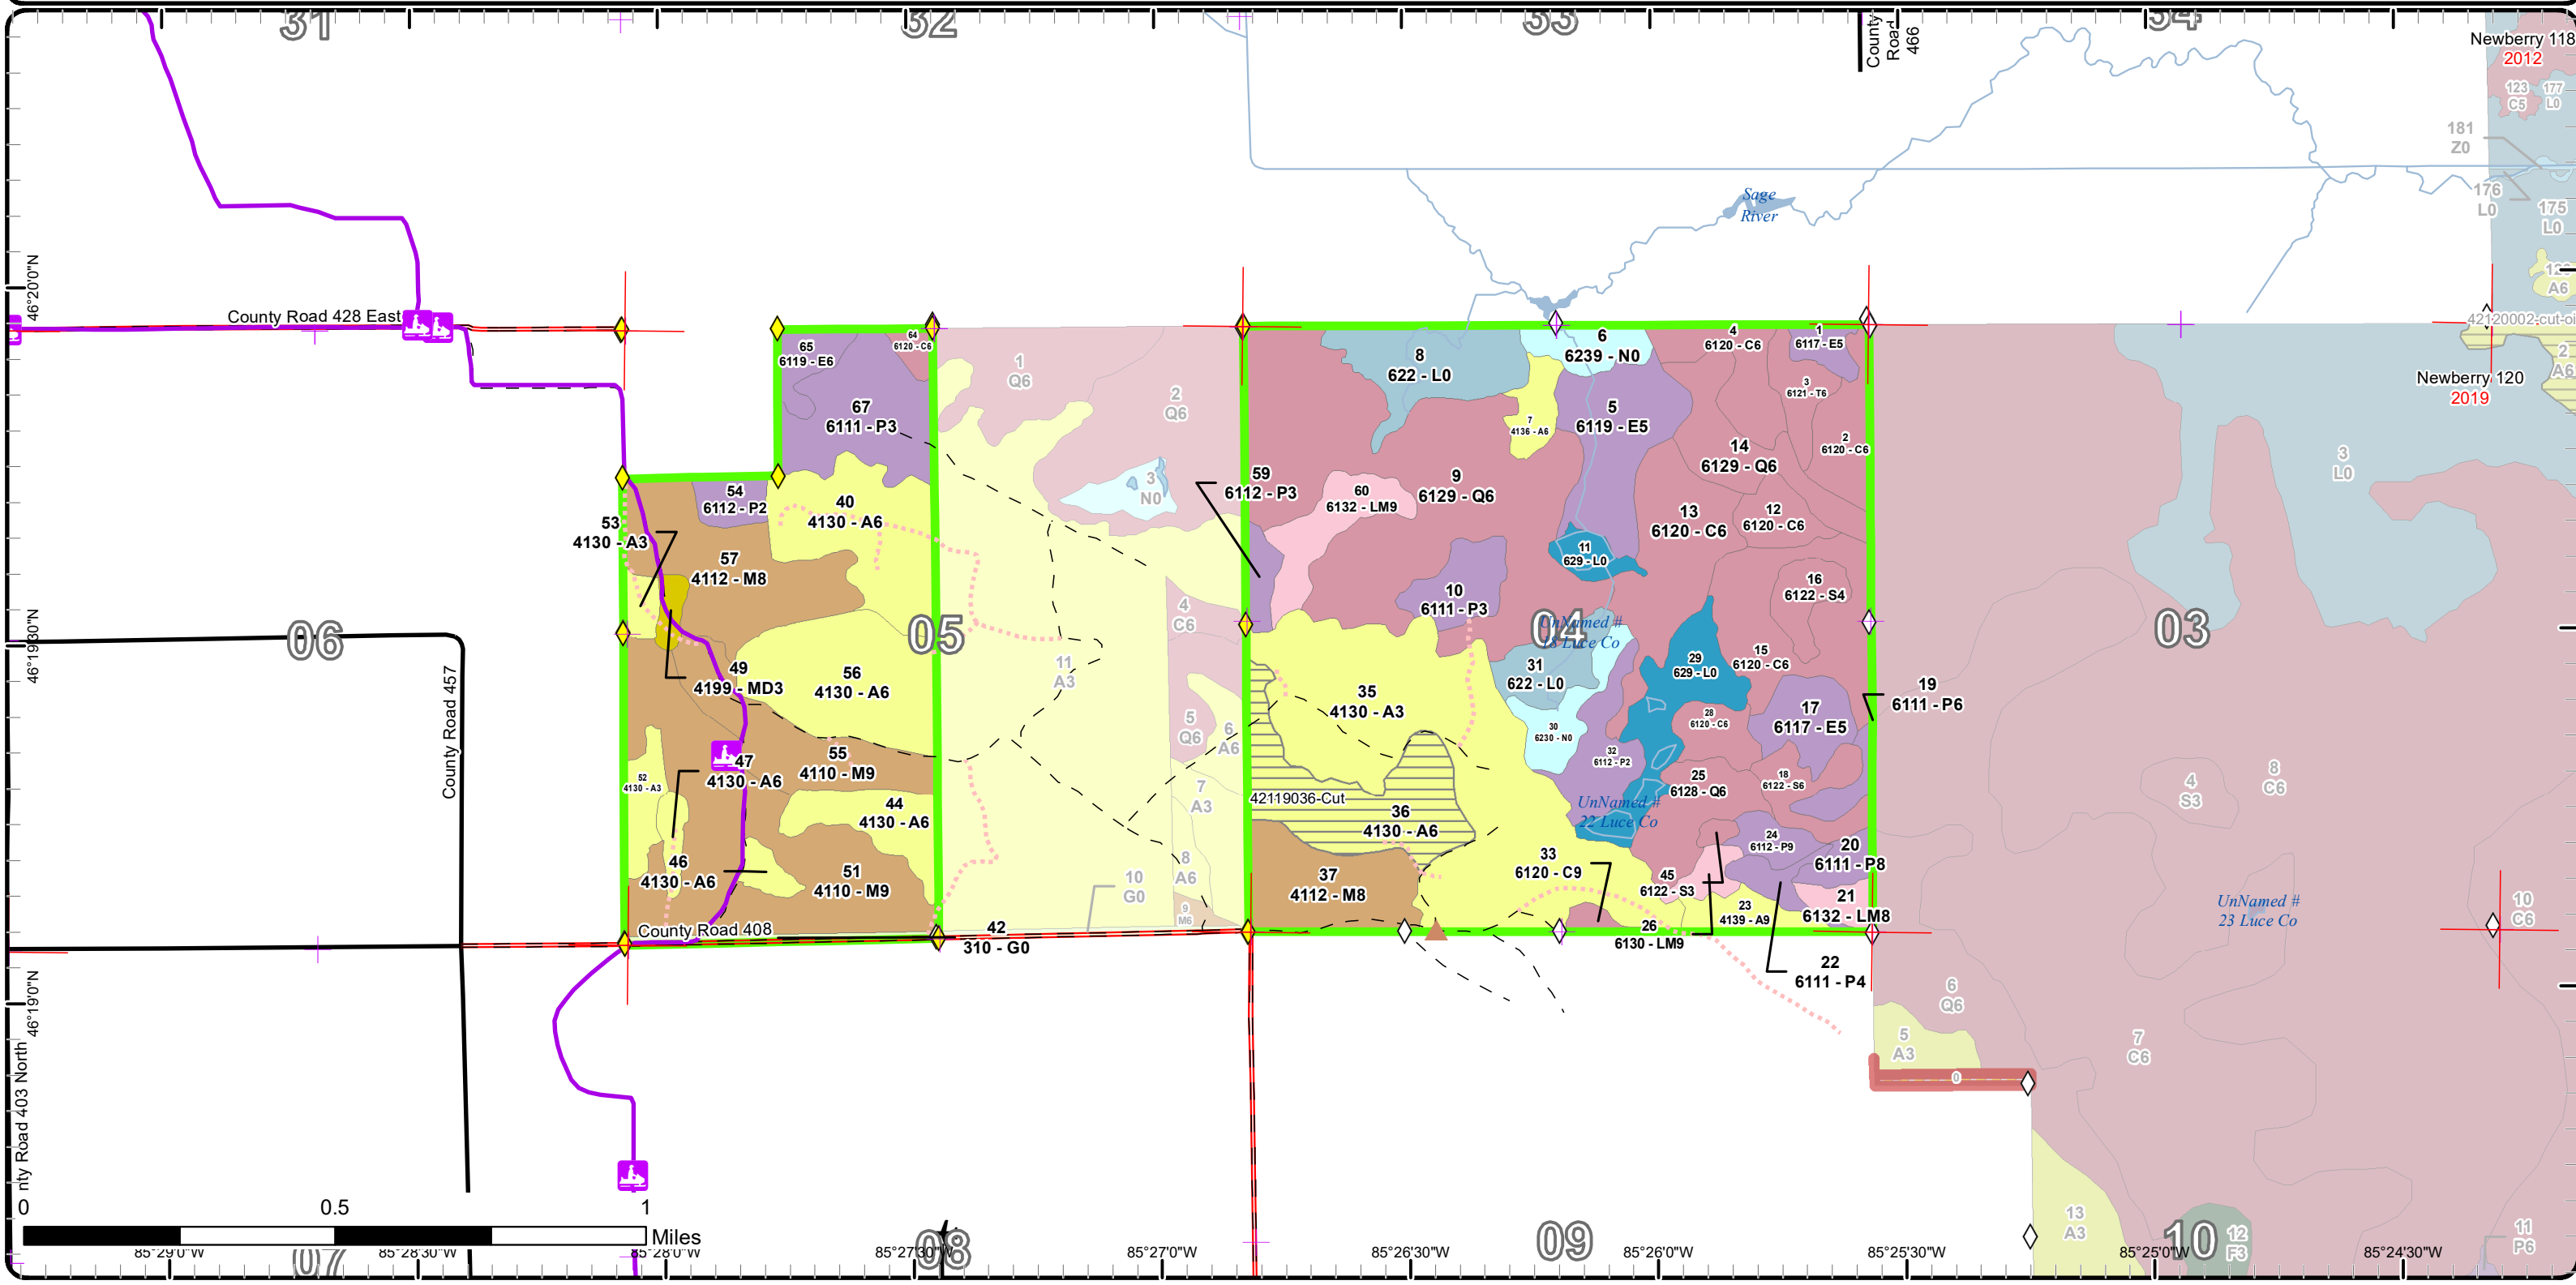 31
32
33
34
County
Road
466
Newberry 118
2012
123
C5
177
L0
181
Z0
176
L0
175
L0
A6
Sage
River
46°20'0"N
County Road 428 East
42120002-cut-oi
2
A6
Newberry 120
2019
65
6119 - E6
64
6120 - C6
67
6111 - P3
1
Q6
2
Q6
3
N0
8
622 - L0
6
6239 - N0
4
6120 - C6
1
6117 - E5
3
6121 - T6
7
4136 - A6
5
6119 - E5
2
6120 - C6
14
6129 - Q6
3
L0
54
6112 - P2
40
4130 - A6
53
4130 - A3
57
4112 - M8
59
6112 - P3
60
6132 - LM9
9
6129 - Q6
13
6120 - C6
12
6120 - C6
11
629 - L0
10
6111 - P3
16
6122 - S4
4
C6
46°19'30"N
06
05
04
03
UnNamed #
18 Luce Co
11
A3
49
4199 - MD3
56
4130 - A6
35
4130 - A3
31
622 - L0
29
629 - L0
15
6120 - C6
19
6111 - P6
County Road 457
5
Q6
6
A6
30
6230 - N0
28
6120 - C6
17
6117 - E5
32
6112 - P2
47
4130 - A6
55
4110 - M9
52
4130 - A3
44
4130 - A6
7
A3
42119036-Cut
36
4130 - A6
25
6128 - Q6
18
6122 - S6
UnNamed #
22 Luce Co
4
S3
8
C6
24
6112 - P9
20
6111 - P8
46
4130 - A6
51
4110 - M9
8
A6
10
G0
9
M6
37
4112 - M8
33
6120 - C9
45
6122 - S3
23
4139 - A9
21
6132 - LM8
UnNamed #
23 Luce Co
10
C6
County Road 408
42
310 - G0
26
6130 - LM9
22
6111 - P4
46°19'0"N
6
Q6
5
A3
7
C6
0
nty Road 403 North
0
0.5
1
Miles
13
A3
12
F3
11
P6
07
08
09
10
85°29'0"W
85°28'30"W
85°28'0"W
85°27'30"W
85°27'0"W
85°26'30"W
85°26'0"W
85°25'30"W
85°25'0"W
85°24'30"W